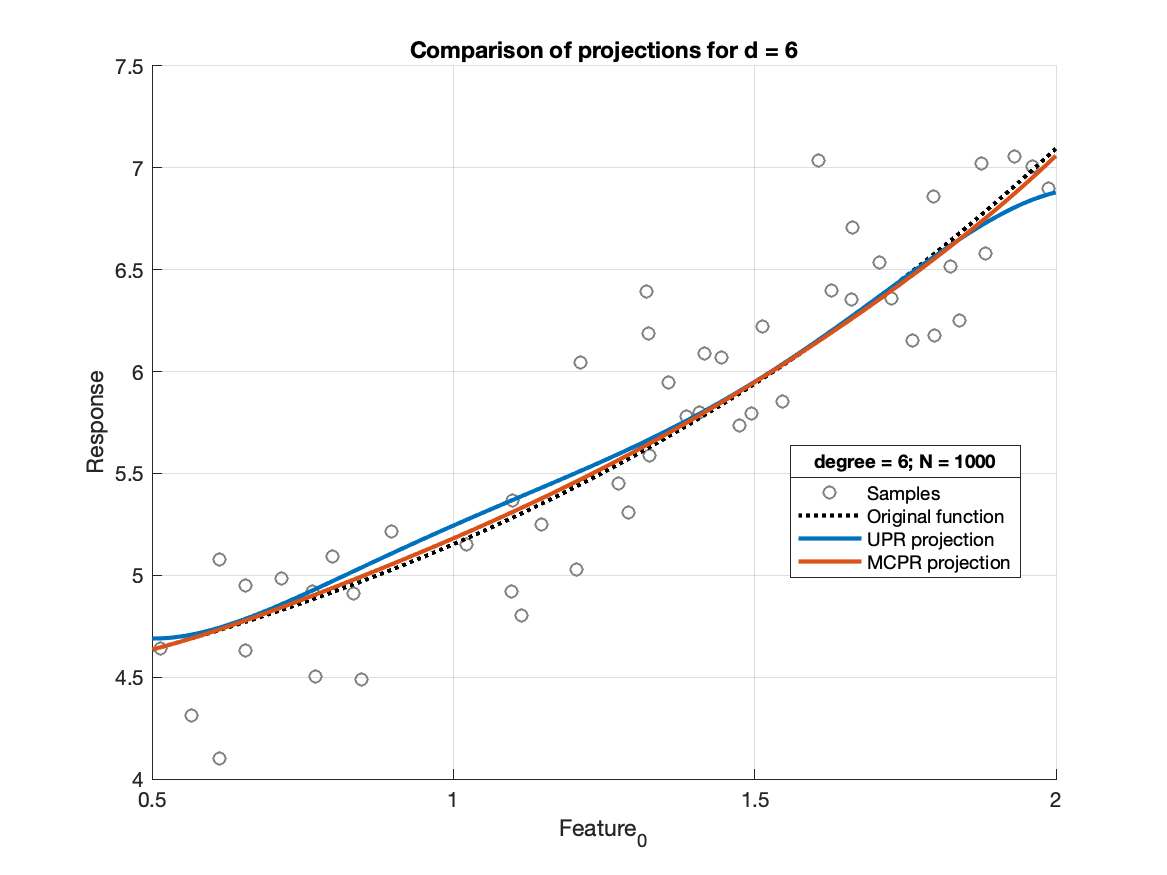 Comparison of projections for d = 6
7.5
7
6.5
6
5.5
5
4.5
4
Response
degree = 6; N = 1000
Samples
Original function
UPR projection
MCPR projection
0.5
1
1.5
2
Feature₀